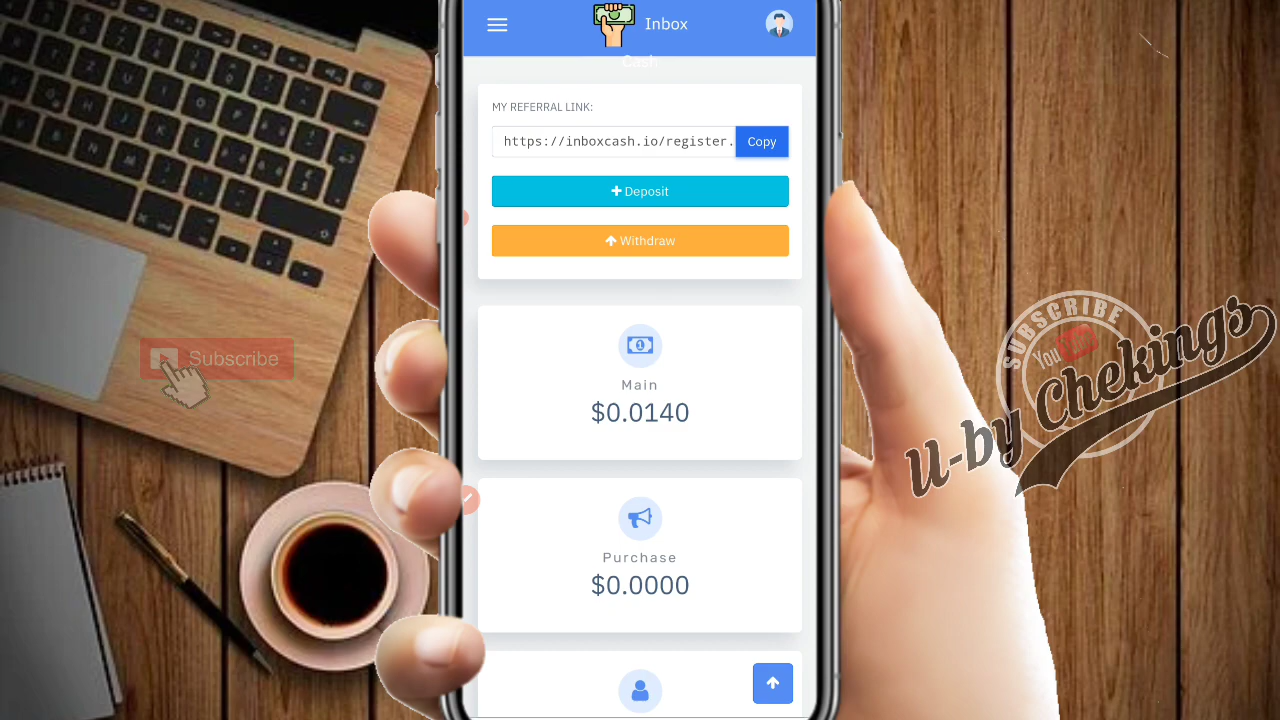 Inbox
Cash
MY REFERRAL LINK:
https://inboxcash.io/register.
Copy
Deposit
Withdraw
Main
$0.0140
Purchase
$0.0000
Subscribe
SUBSCRIBE
You
U-by Chekings